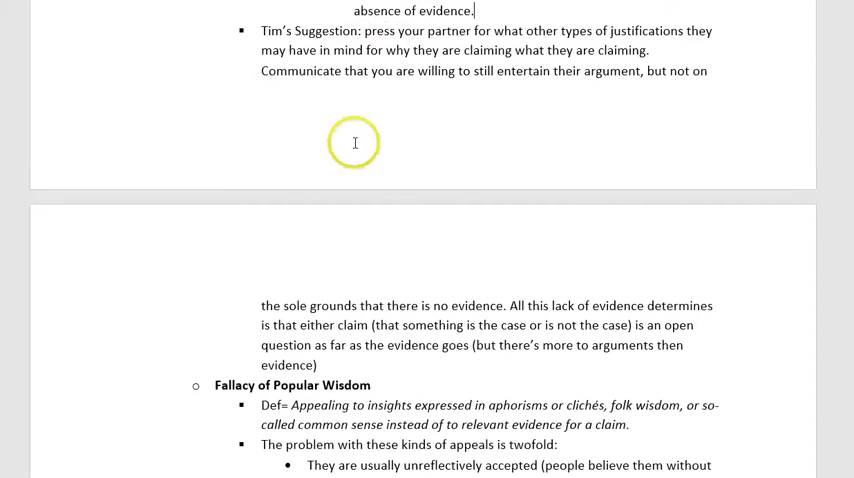 absence of evidence.
▪ Tim’s Suggestion: press your partner for what other types of justifications they
may have in mind for why they are claiming what they are claiming.
Communicate that you are willing to still entertain their argument, but not on
the sole grounds that there is no evidence. All this lack of evidence determines
is that either claim (that something is the case or is not the case) is an open
question as far as the evidence goes (but there’s more to arguments then
evidence)
o Fallacy of Popular Wisdom
▪ Def= Appealing to insights expressed in aphorisms or clichés, folk wisdom, or so-
called common sense instead of to relevant evidence for a claim.
▪ The problem with these kinds of appeals is twofold:
• They are usually unreflectively accepted (people believe them without